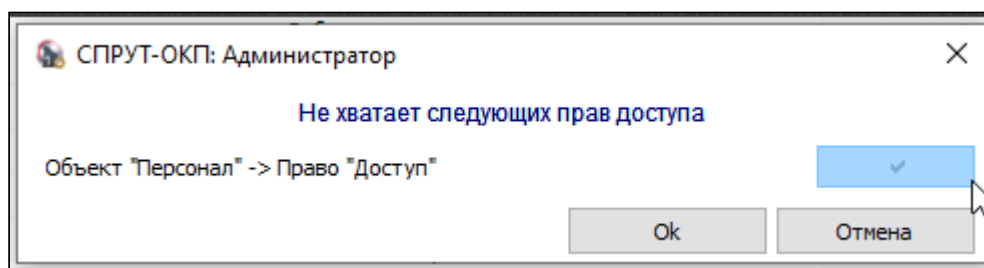 СПРУТ-ОКП: Администратор
Не хватает следующих прав доступа
Объект "Персонал" -> Право "Доступ"
Ok
Отмена